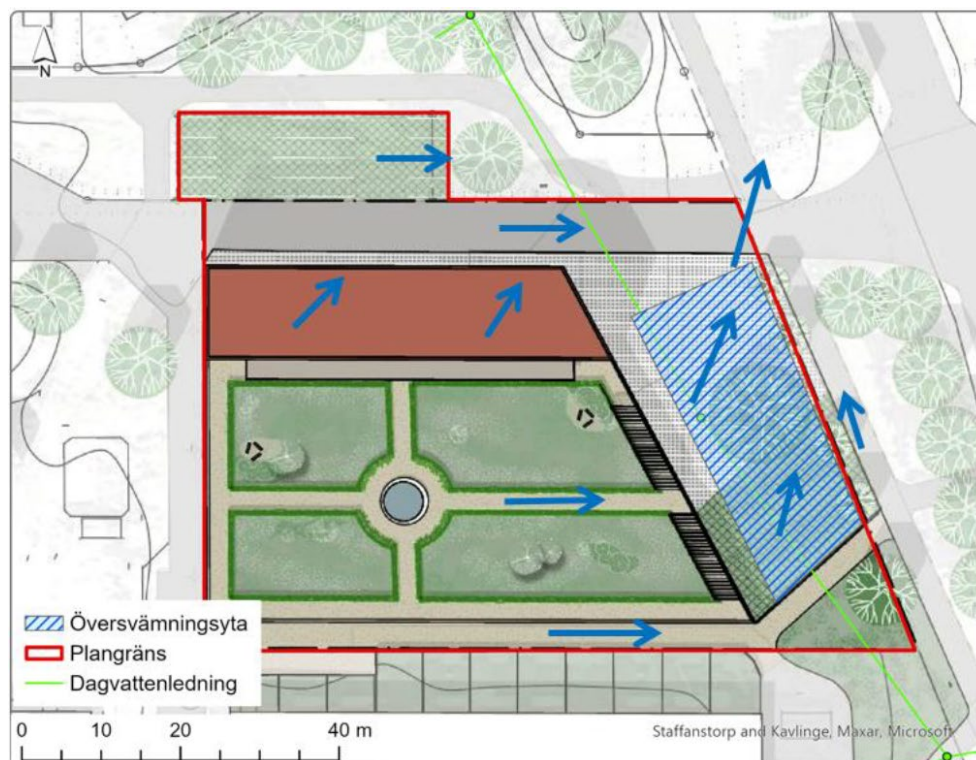 N
Översvämningsyta
Plangräns
Dagvattenledning
0 10 20 40 m
Staffanstorp and Kavlinge, Maxar, Microsoft